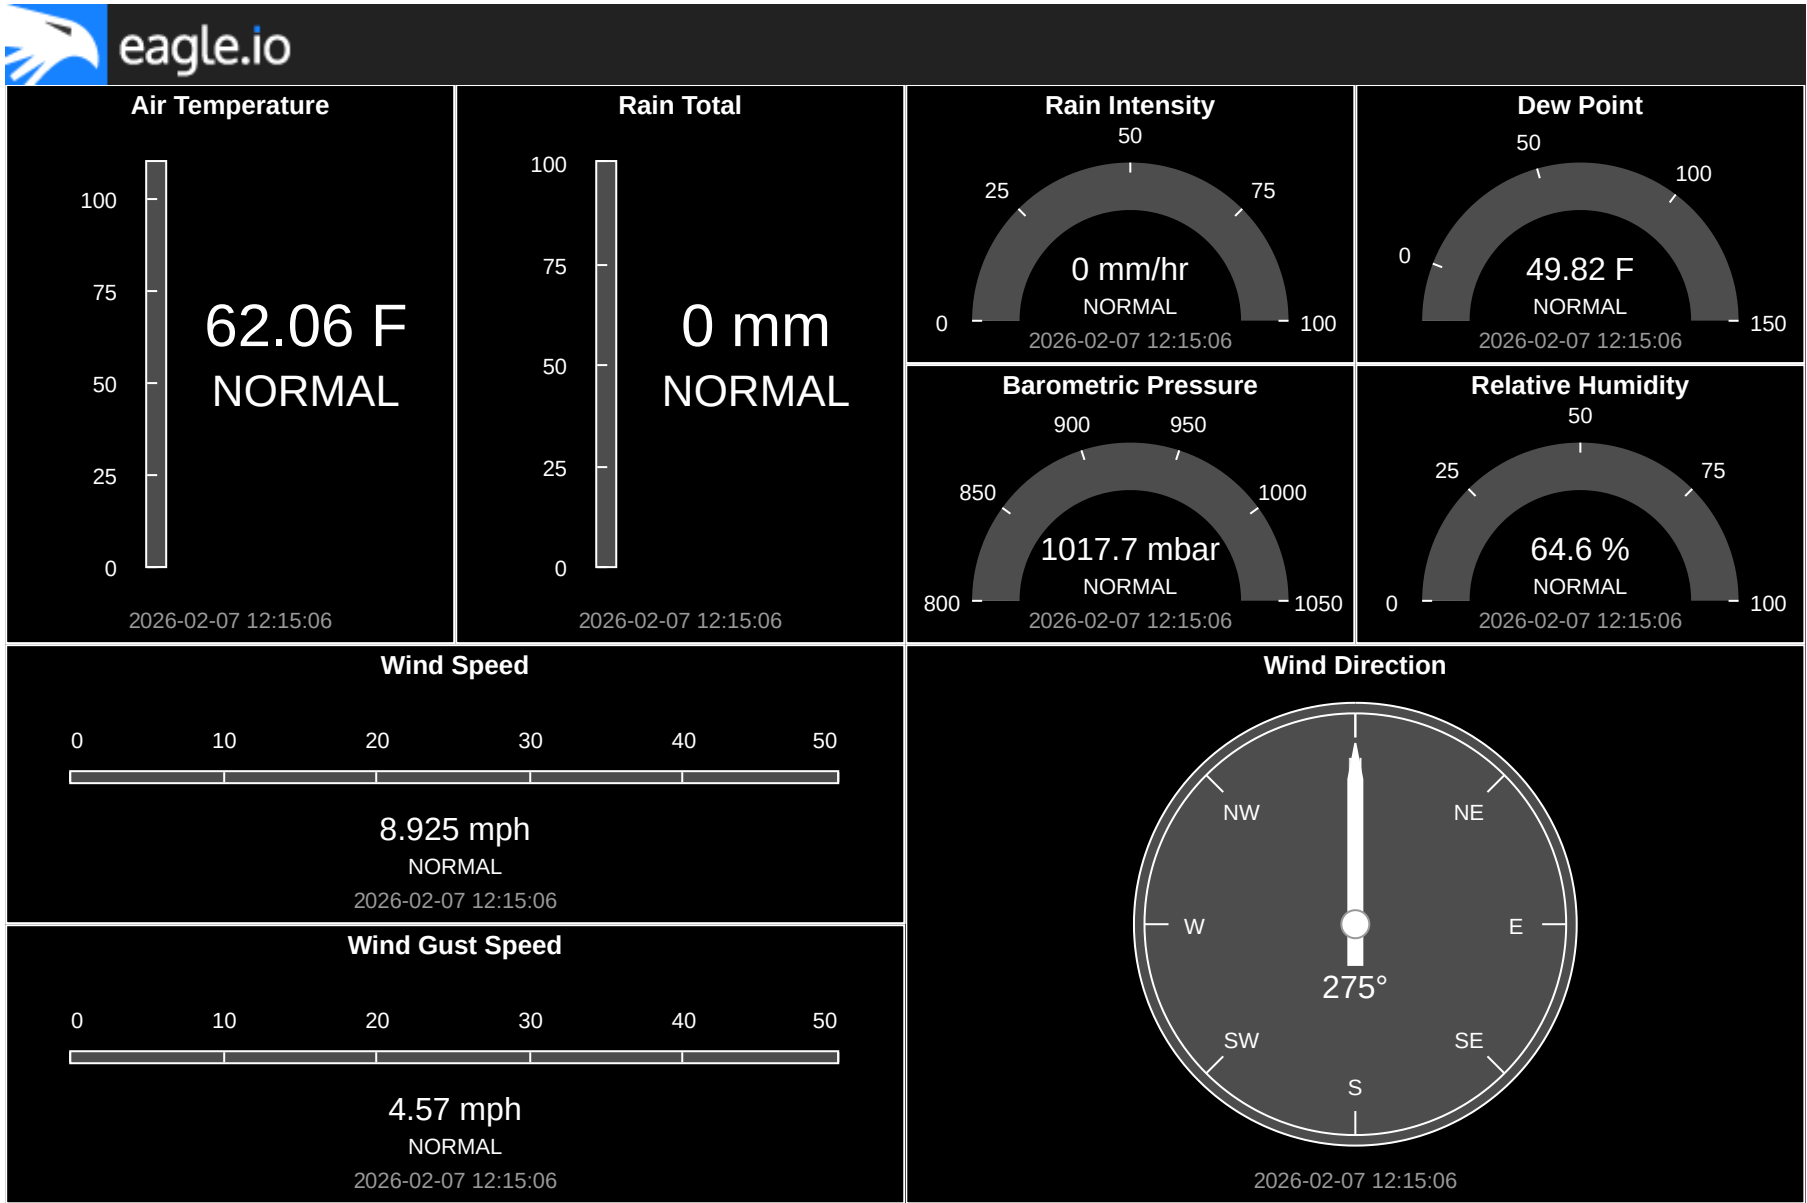 eagle.io
Air Temperature
100
75
50
25
0
62.06 F
NORMAL
2026-02-07 12:15:06
Rain Total
100
75
50
25
0
0 mm
NORMAL
2026-02-07 12:15:06
Rain Intensity
0
25
50
75
100
0 mm/hr
NORMAL
2026-02-07 12:15:06
Dew Point
0
50
100
150
49.82 F
NORMAL
2026-02-07 12:15:06
Barometric Pressure
800
850
900
950
1000
1050
1017.7 mbar
NORMAL
2026-02-07 12:15:06
Relative Humidity
0
25
50
75
100
64.6 %
NORMAL
2026-02-07 12:15:06
Wind Speed
0 10 20 30 40 50
8.925 mph
NORMAL
2026-02-07 12:15:06
Wind Gust Speed
0 10 20 30 40 50
4.57 mph
NORMAL
2026-02-07 12:15:06
Wind Direction
NW NE
W E
275°
SW SE
S
2026-02-07 12:15:06